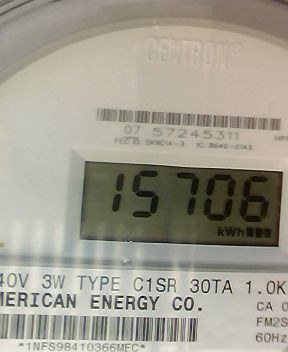 CENTRON®
07 57245311
15706
kWh
40V 3W TYPE C1SR 30TA 1.0K
MERICAN ENERGY CO.
CA 0
FM2S
60Hz
*1NFS98410366MFC*